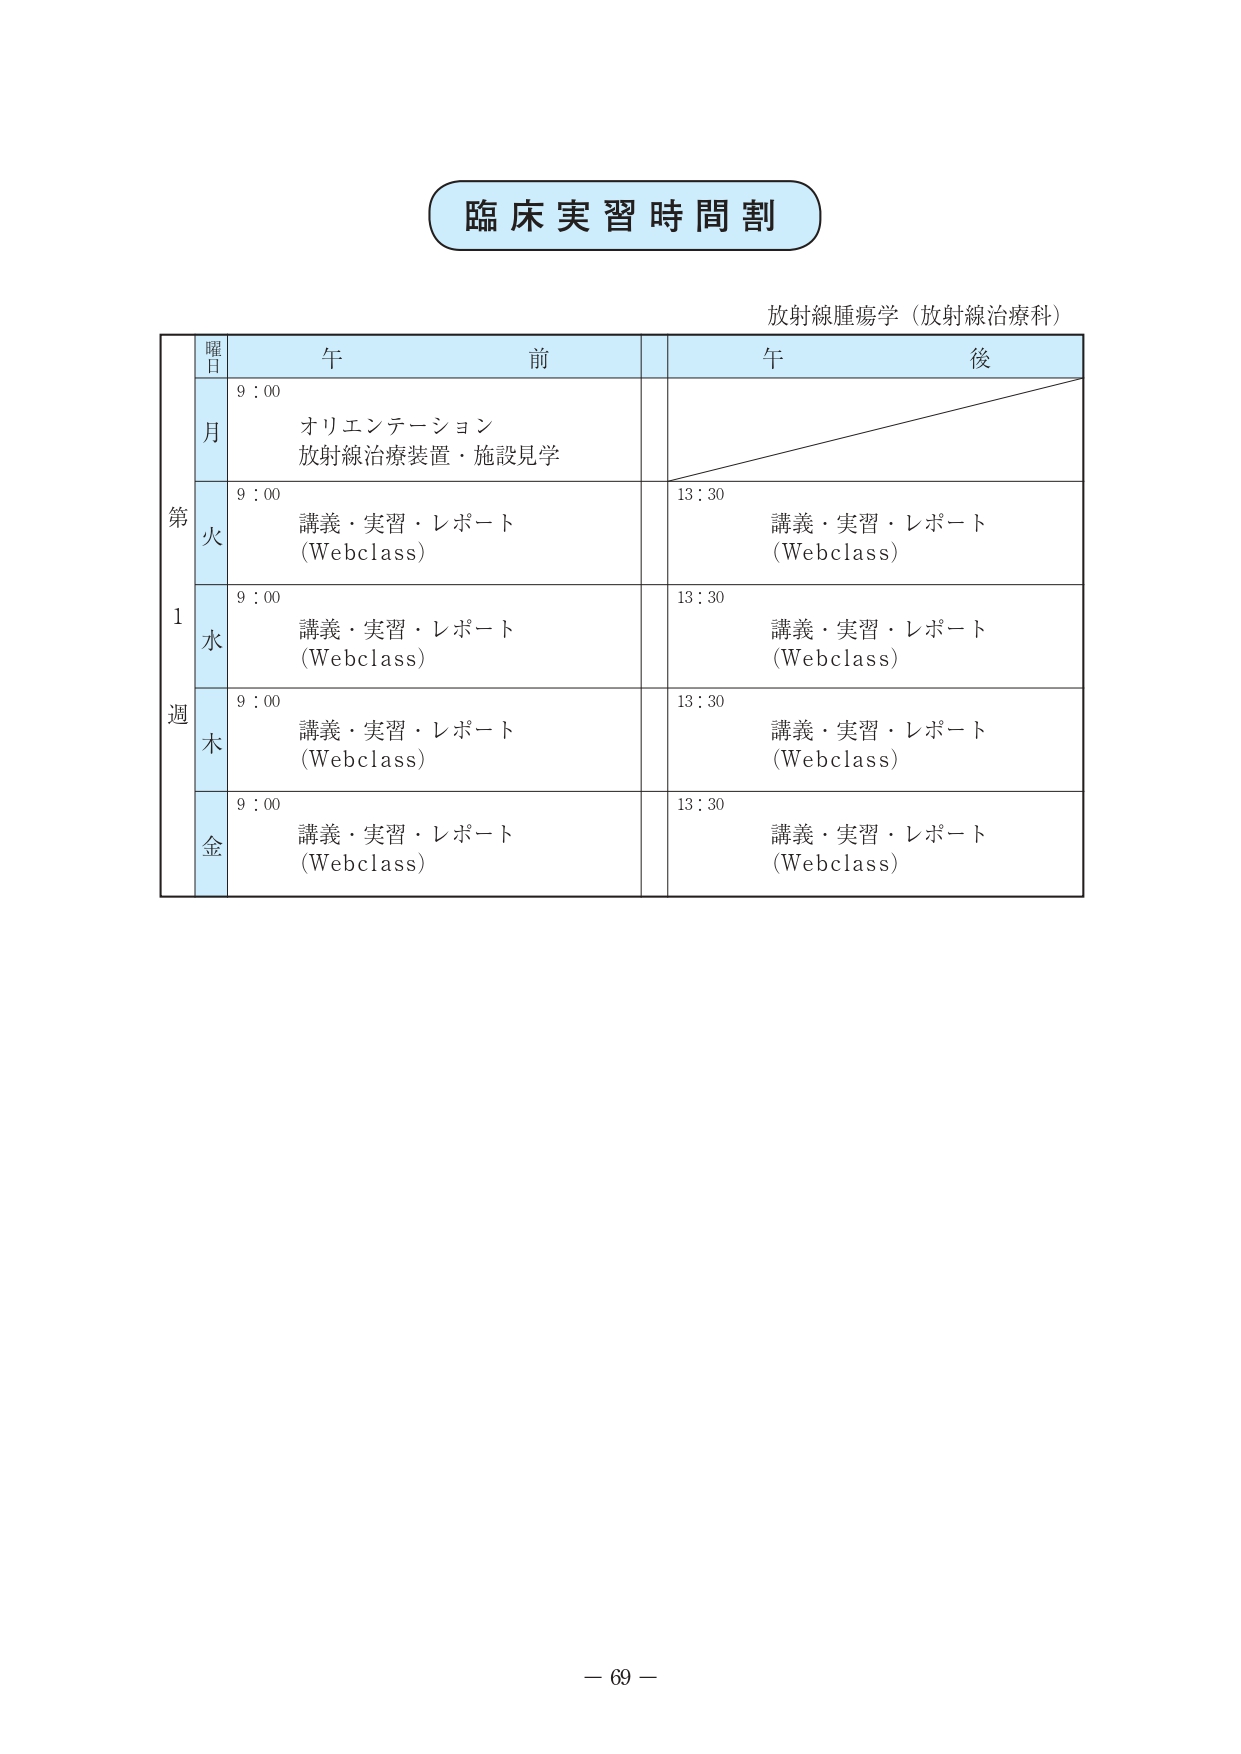 臨床実習時間割
放射線腫瘍学（放射線治療科）
第1週
曜日 午前 午後
月
9：00
オリエンテーション
放射線治療装置・施設見学
火
9：00
講義・実習・レポート
(Webclass)
13：30
講義・実習・レポート
(Webclass)
水
9：00
講義・実習・レポート
(Webclass)
13：30
講義・実習・レポート
(Webclass)
木
9：00
講義・実習・レポート
(Webclass)
13：30
講義・実習・レポート
(Webclass)
金
9：00
講義・実習・レポート
(Webclass)
13：30
講義・実習・レポート
(Webclass)
― 69 ―